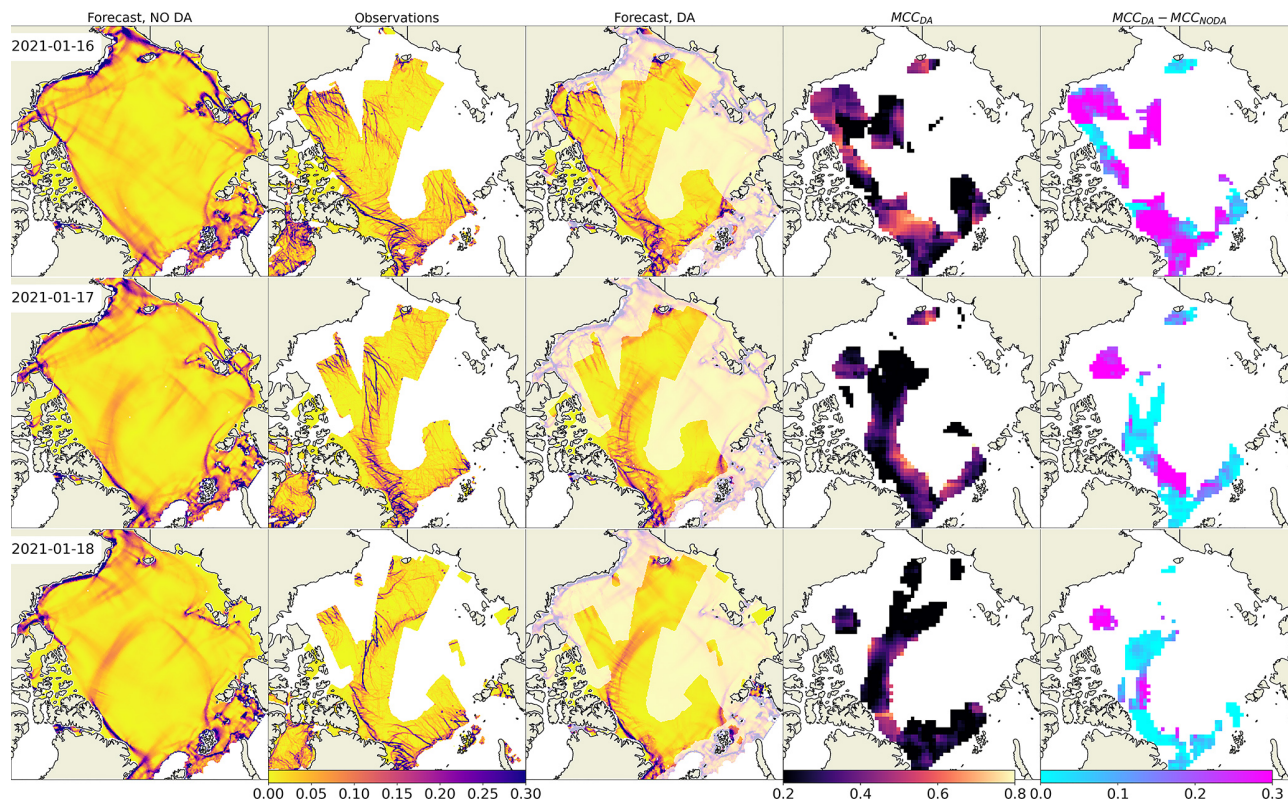 Forecast, NO DA
Observations
Forecast, DA
MCC_DA
MCC_DA − MCC_NODA
2021-01-16
2021-01-17
2021-01-18
0.00 0.05 0.10 0.15 0.20 0.25 0.30
0.2 0.4 0.6 0.8
0.0 0.1 0.2 0.3